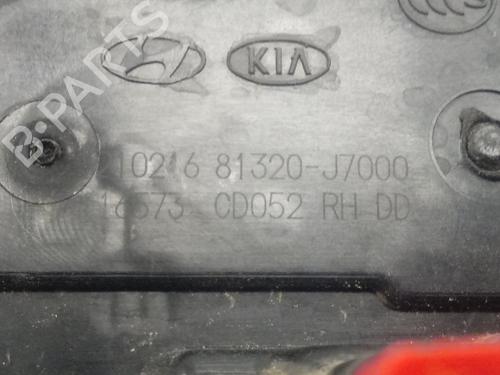 B-PARTS
KIA
10216 81320-J7000
16573 CD052 RH DD